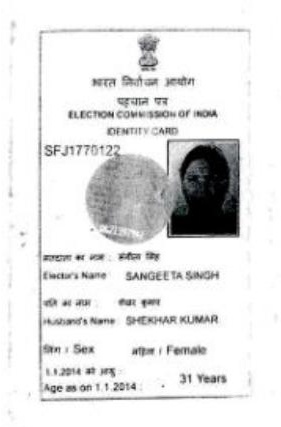 भारत निर्वाचन आयोग
पहचान पत्र
ELECTION COMMISSION OF INDIA
IDENTITY CARD
SFJ1770122
मतदाता का नाम : संगीता सिंह
Elector's Name : SANGEETA SINGH
पति का नाम : शेखर कुमार
Husband's Name : SHEKHAR KUMAR
लिंग / Sex महिला / Female
1.1.2014 को आयु :
Age as on 1.1.2014 : 31 Years